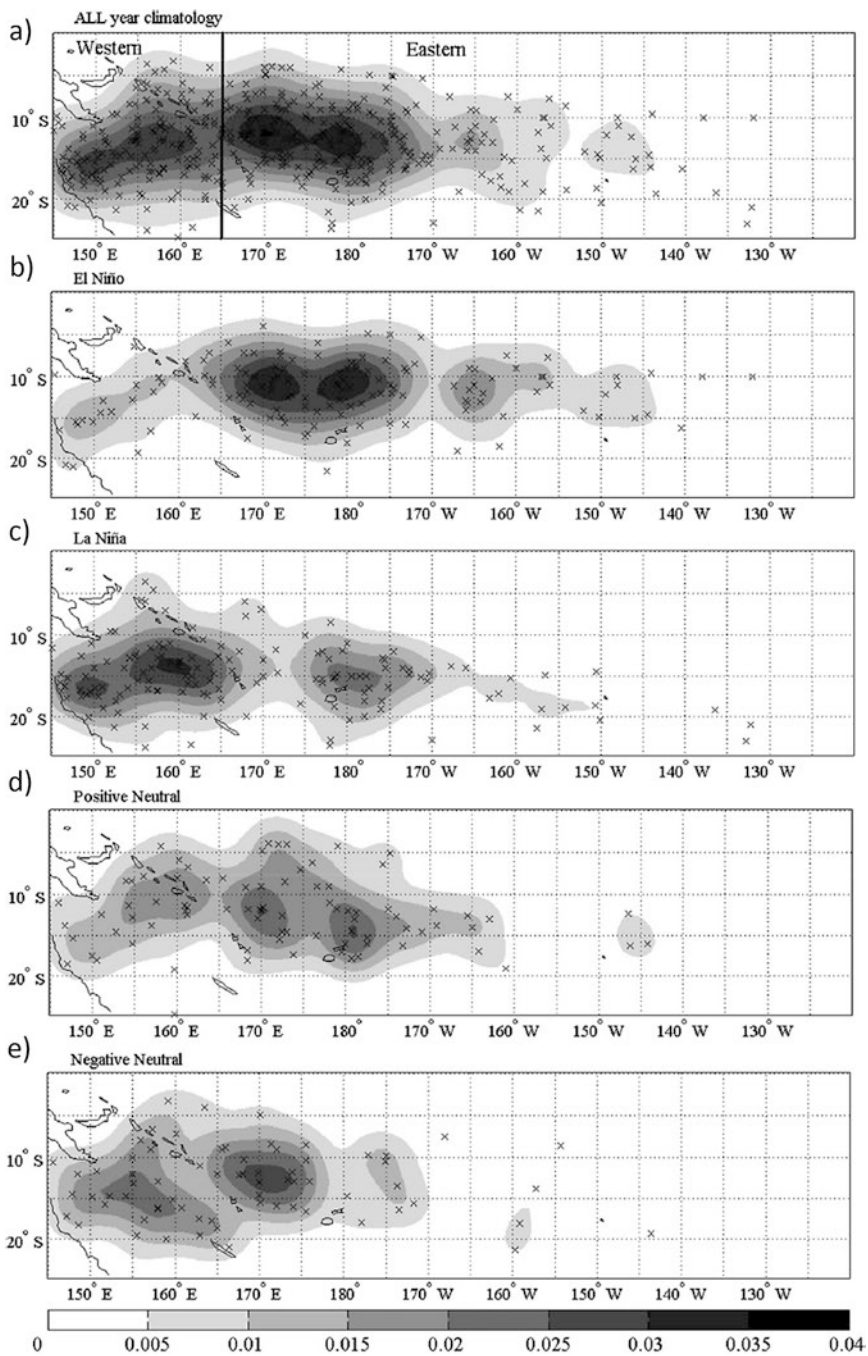 a)
ALL year climatology
Western Eastern
10° S
20° S
150° E 160° E 170° E 180° 170° W 160° W 150° W 140° W 130° W
b)
El Niño
10° S
20° S
150° E 160° E 170° E 180° 170° W 160° W 150° W 140° W 130° W
c)
La Niña
10° S
20° S
150° E 160° E 170° E 180° 170° W 160° W 150° W 140° W 130° W
d)
Positive Neutral
10° S
20° S
150° E 160° E 170° E 180° 170° W 160° W 150° W 140° W 130° W
e)
Negative Neutral
10° S
20° S
150° E 160° E 170° E 180° 170° W 160° W 150° W 140° W 130° W
0 0.005 0.01 0.015 0.02 0.025 0.03 0.035 0.04